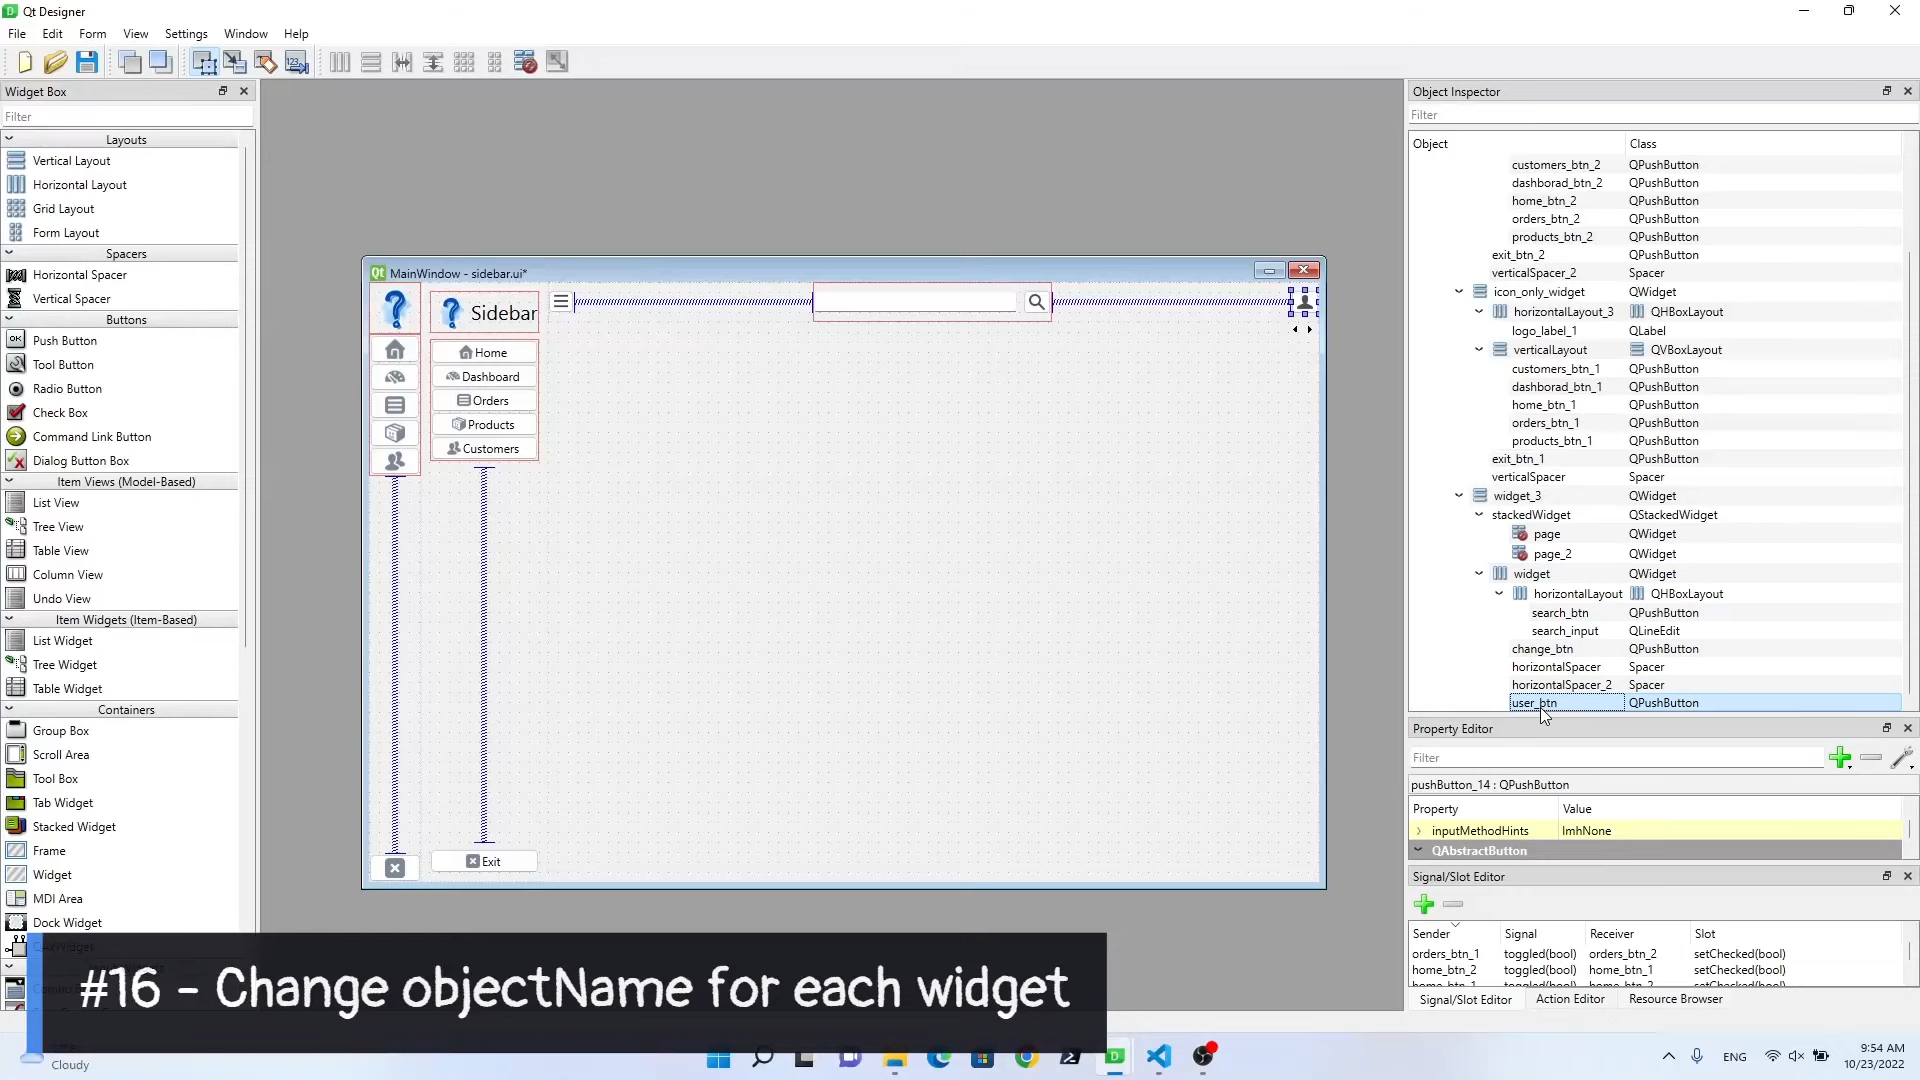 Qt Designer
File Edit Form View Settings Window Help
Widget Box
Filter
Layouts
Vertical Layout
Horizontal Layout
Grid Layout
Form Layout
Spacers
Horizontal Spacer
Vertical Spacer
Buttons
Push Button
Tool Button
Radio Button
Check Box
Command Link Button
Dialog Button Box
Item Views (Model-Based)
List View
Tree View
Table View
Column View
Undo View
Item Widgets (Item-Based)
List Widget
Tree Widget
Table Widget
Containers
Group Box
Scroll Area
Tool Box
Tab Widget
Stacked Widget
Frame
Widget
MDI Area
Dock Widget
MainWindow - sidebar.ui*
Sidebar
Home
Dashboard
Orders
Products
Customers
Exit
Object Inspector
Filter
Object Class
customers_btn_2 QPushButton
dashborad_btn_2 QPushButton
home_btn_2 QPushButton
orders_btn_2 QPushButton
products_btn_2 QPushButton
exit_btn_2 QPushButton
verticalSpacer_2 Spacer
icon_only_widget QWidget
horizontalLayout_3 QHBoxLayout
logo_label_1 QLabel
verticalLayout QVBoxLayout
customers_btn_1 QPushButton
dashborad_btn_1 QPushButton
home_btn_1 QPushButton
orders_btn_1 QPushButton
products_btn_1 QPushButton
exit_btn_1 QPushButton
verticalSpacer Spacer
widget_3 QWidget
stackedWidget QStackedWidget
page QWidget
page_2 QWidget
widget QWidget
horizontalLayout QHBoxLayout
search_btn QPushButton
search_input QLineEdit
change_btn QPushButton
horizontalSpacer Spacer
horizontalSpacer_2 Spacer
user_btn QPushButton
Property Editor
Filter
pushButton_14 : QPushButton
Property Value
inputMethodHints ImhNone
QAbstractButton
Signal/Slot Editor
Sender Signal Receiver Slot
orders_btn_1 toggled(bool) orders_btn_2 setChecked(bool)
home_btn_2 toggled(bool) home_btn_1 setChecked(bool)
Signal/Slot Editor Action Editor Resource Browser
#16 - Change objectName for each widget
Cloudy
ENG
9:54 AM
10/23/2022